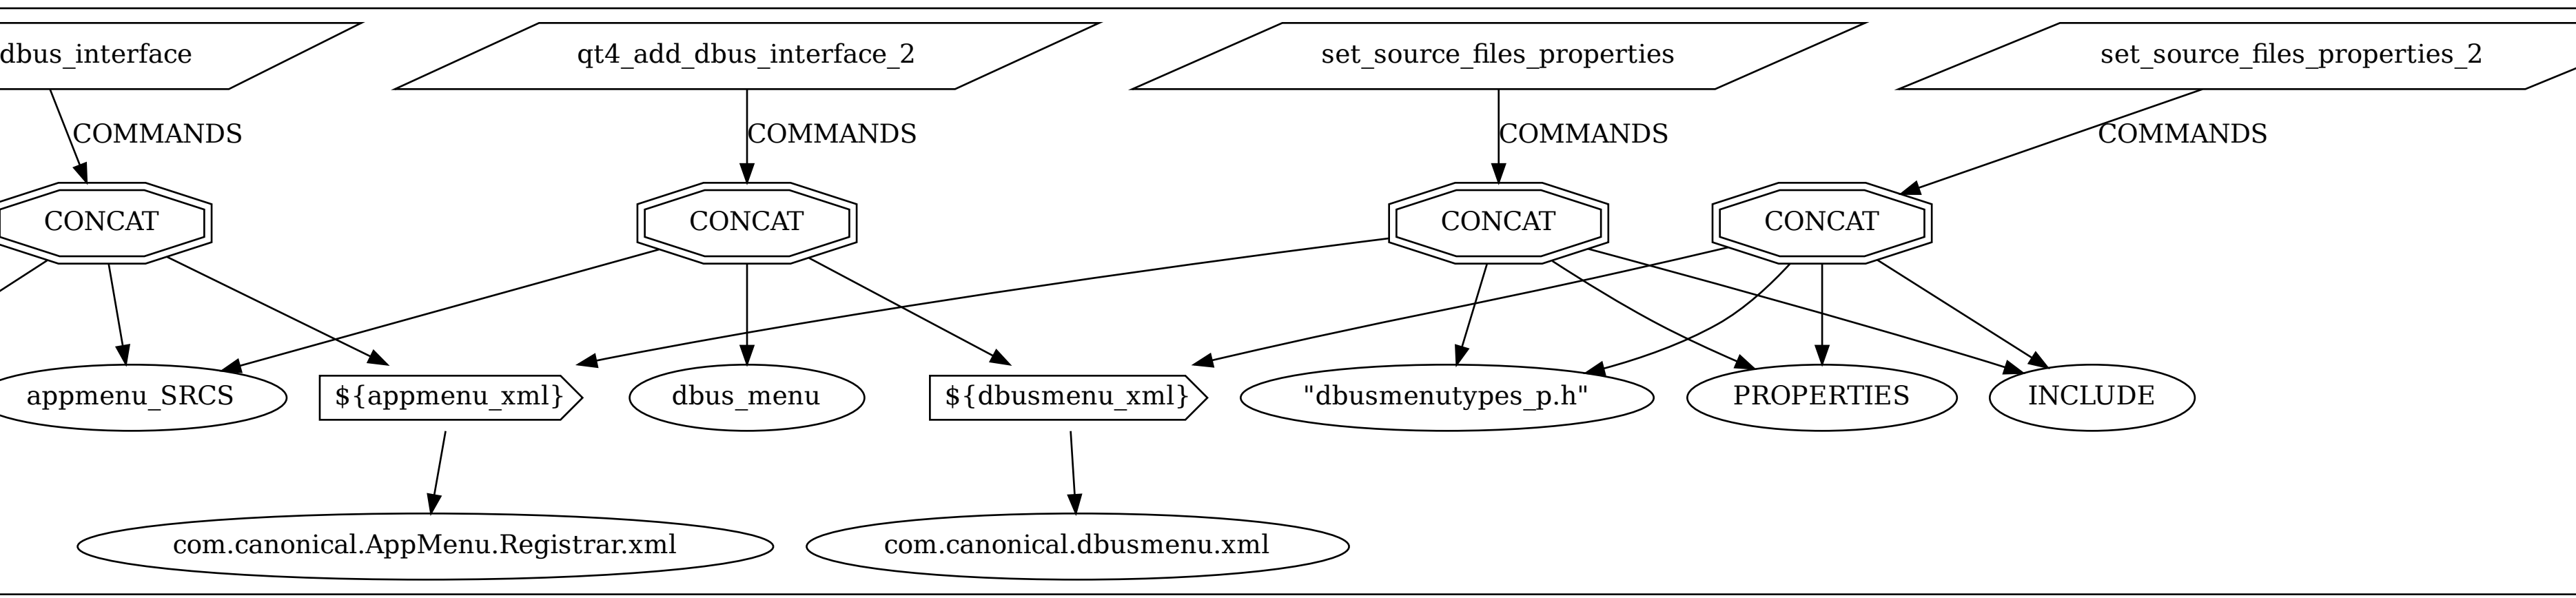 dbus_interface
qt4_add_dbus_interface_2
set_source_files_properties
set_source_files_properties_2
COMMANDS
COMMANDS
COMMANDS
COMMANDS
CONCAT
CONCAT
CONCAT
CONCAT
appmenu_SRCS
${appmenu_xml}
dbus_menu
${dbusmenu_xml}
"dbusmenutypes_p.h"
PROPERTIES
INCLUDE
com.canonical.AppMenu.Registrar.xml
com.canonical.dbusmenu.xml